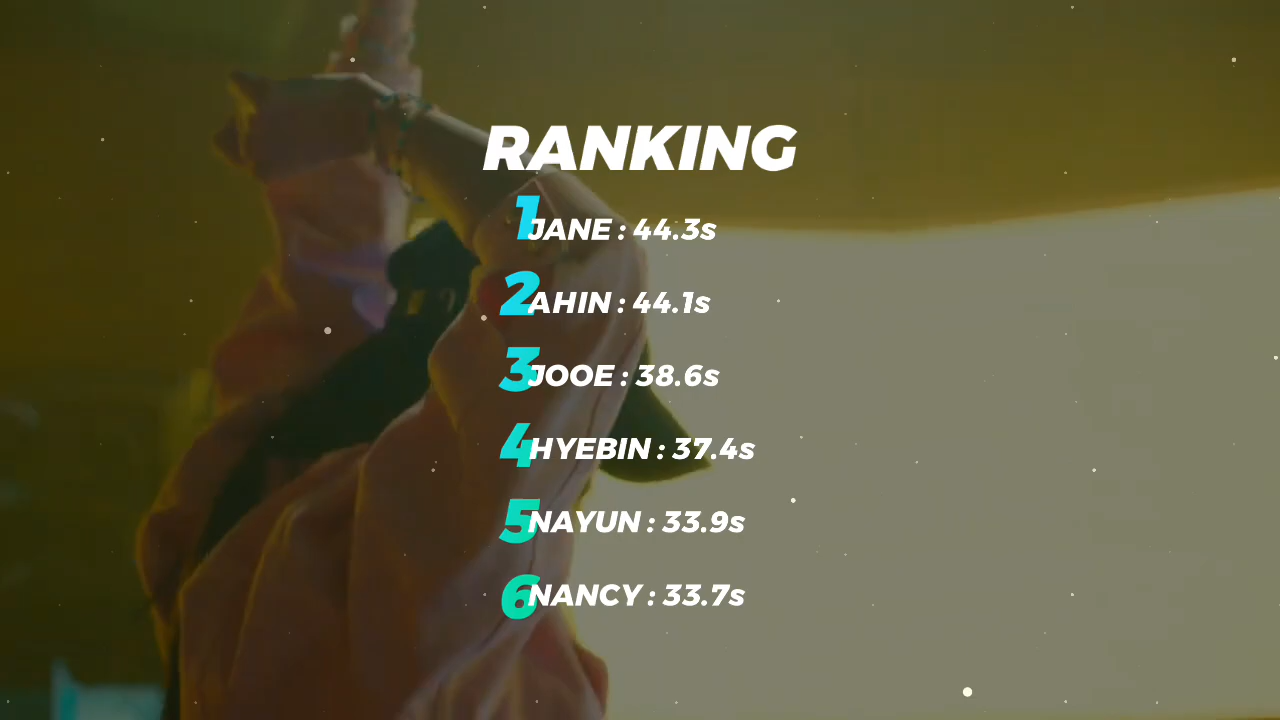 RANKING
1 JANE : 44.3s
2 AHIN : 44.1s
3 JOOE : 38.6s
4 HYEBIN : 37.4s
5 NAYUN : 33.9s
6 NANCY : 33.7s